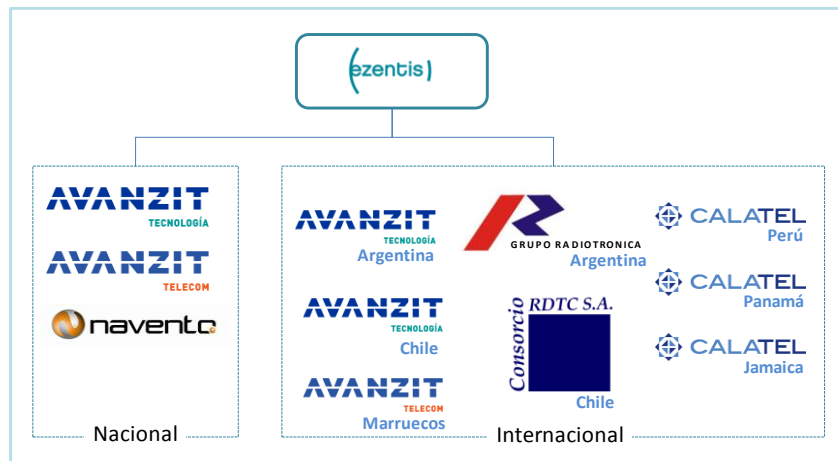 ezentis
AVANZIT
TECNOLOGÍA
AVANZIT
TELECOM
navento
Nacional
AVANZIT
TECNOLOGÍA
Argentina
AVANZIT
TECNOLOGÍA
Chile
AVANZIT
TELECOM
Marruecos
GRUPO RADIOTRONICA
Argentina
Consorcio
RDTC S.A.
Chile
CALATEL
Perú
CALATEL
Panamá
CALATEL
Jamaica
Internacional